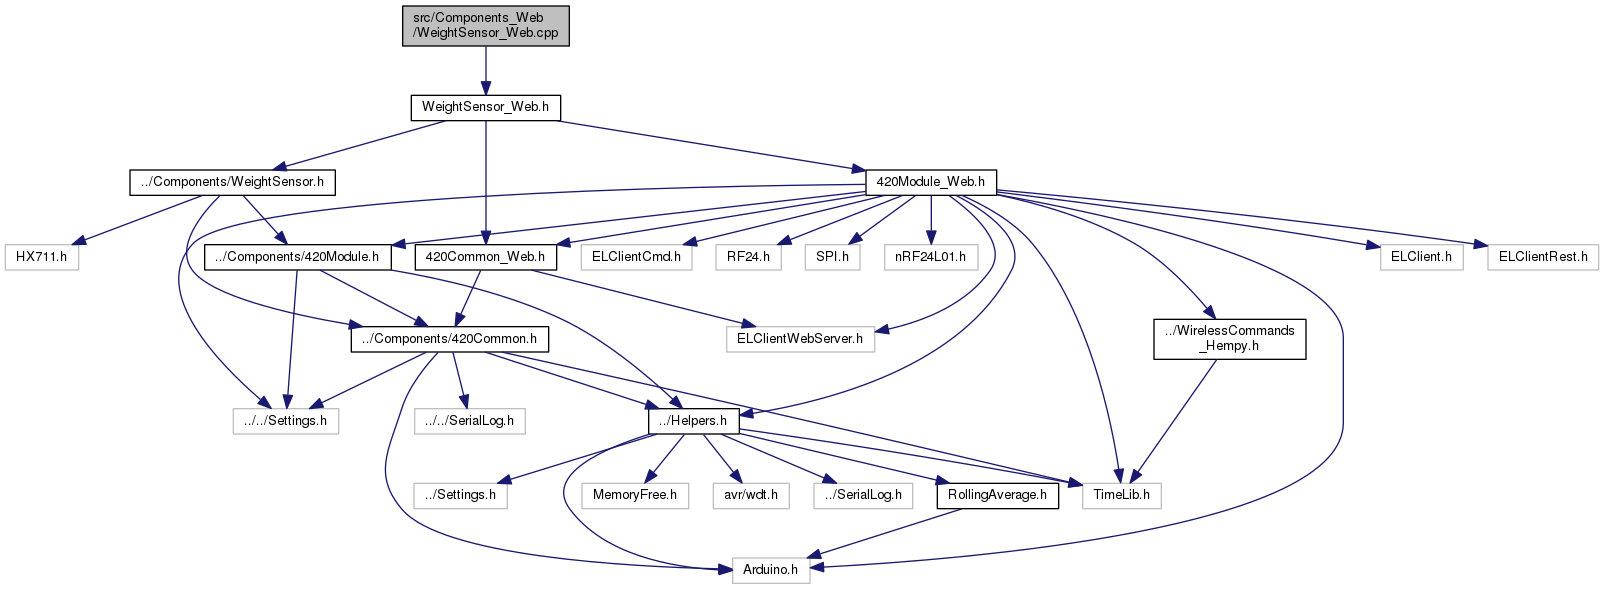 src/Components_Web
/WeightSensor_Web.cpp
WeightSensor_Web.h
../Components/WeightSensor.h
420Module_Web.h
HX711.h
../Components/420Module.h
420Common_Web.h
ELClientCmd.h
RF24.h
SPI.h
nRF24L01.h
ELClient.h
ELClientRest.h
../Components/420Common.h
ELClientWebServer.h
../WirelessCommands
_Hempy.h
../../Settings.h
../../SerialLog.h
../Helpers.h
../Settings.h
MemoryFree.h
avr/wdt.h
../SerialLog.h
RollingAverage.h
TimeLib.h
Arduino.h